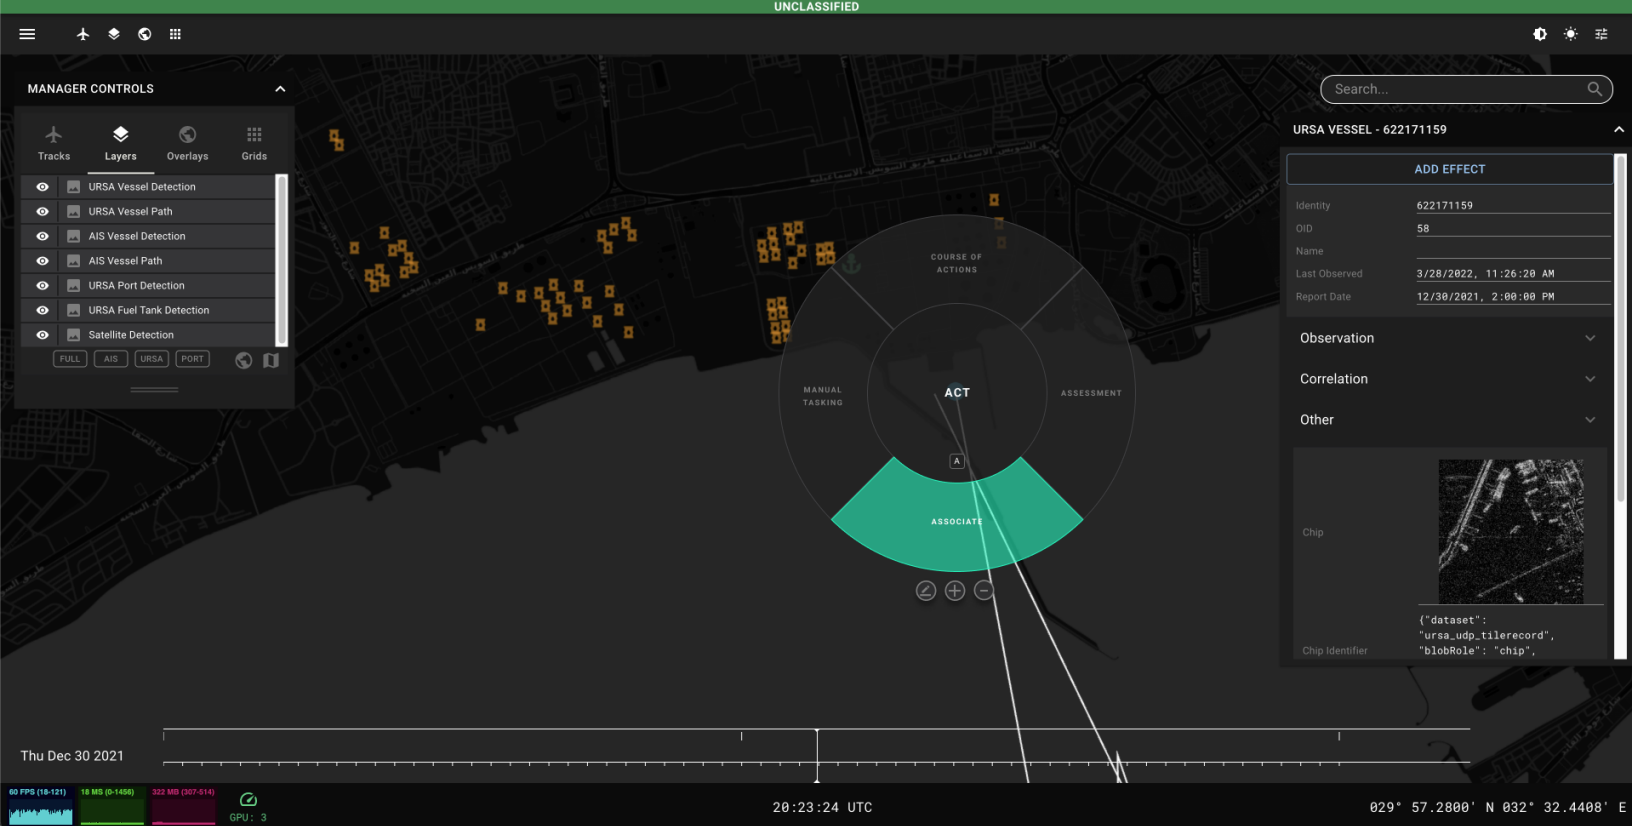 UNCLASSIFIED
MANAGER CONTROLS
Tracks
Layers
Overlays
Grids
URSA Vessel Detection
URSA Vessel Path
AIS Vessel Detection
AIS Vessel Path
URSA Port Detection
URSA Fuel Tank Detection
Satellite Detection
FULL
AIS
URSA
PORT
COURSE OF
ACTIONS
MANUAL
TASKING
ACT
ASSESSMENT
A
ASSOCIATE
Search...
URSA VESSEL - 622171159
ADD EFFECT
Identity 622171159
OID 58
Name
Last Observed 3/28/2022, 11:26:20 AM
Report Date 12/30/2021, 2:00:00 PM
Observation
Correlation
Other
Chip
Chip Identifier
{"dataset":
"ursa_udp_tilerecord",
"blobRole": "chip",
Thu Dec 30 2021
60 FPS (18-121)
18 MS (0-1456)
322 MB (307-514)
GPU: 3
20:23:24 UTC
029° 57.2800' N 032° 32.4408' E